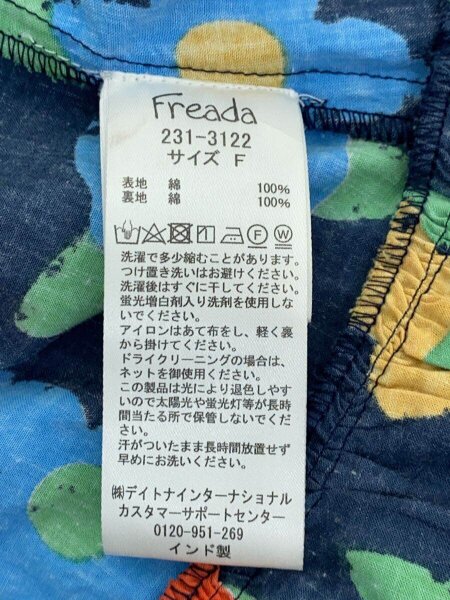 Freada
231-3122
サイズ F
表地 綿 100%
裏地 綿 100%
洗濯で多少縮むことがあります。
つけ置き洗いはお避けください。
洗濯後はすぐに干してください。
蛍光増白剤入り洗剤を使用しな
いでください。
アイロンはあて布をし、軽く裏
から掛けてください。
ドライクリーニングの場合は、
ネットを御使用ください。
この製品は光により退色しやす
いので太陽光や蛍光灯等が長時
間当たる所で保管しないでくだ
さい。
汗がついたまま長時間放置せず
早めにお洗いください。
㈱デイトナインターナショナル
カスタマーサポートセンター
0120-951-269
インド製